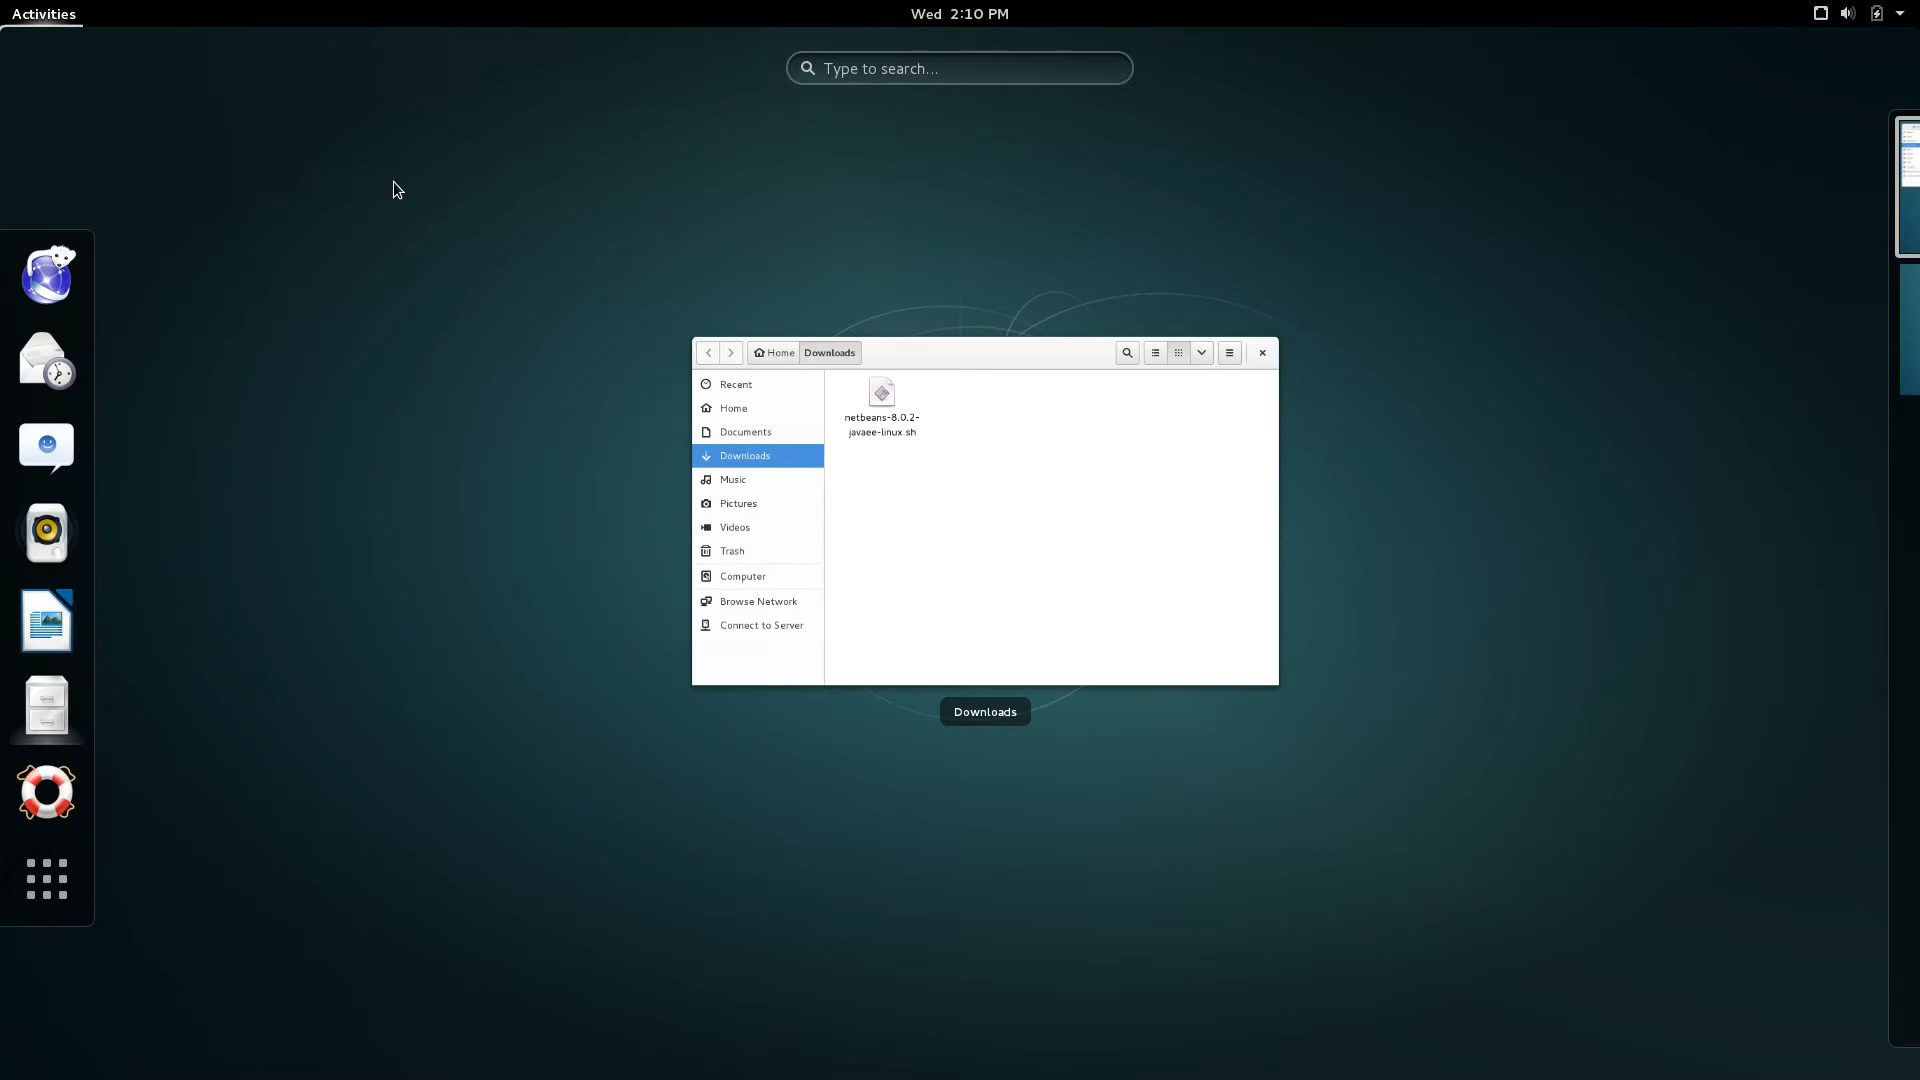 Activities
Wed 2:10 PM
Type to search...
Home
Downloads
Recent
Home
Documents
Downloads
Music
Pictures
Videos
Trash
Computer
Browse Network
Connect to Server
netbeans-8.0.2-
javaee-linux.sh
Downloads